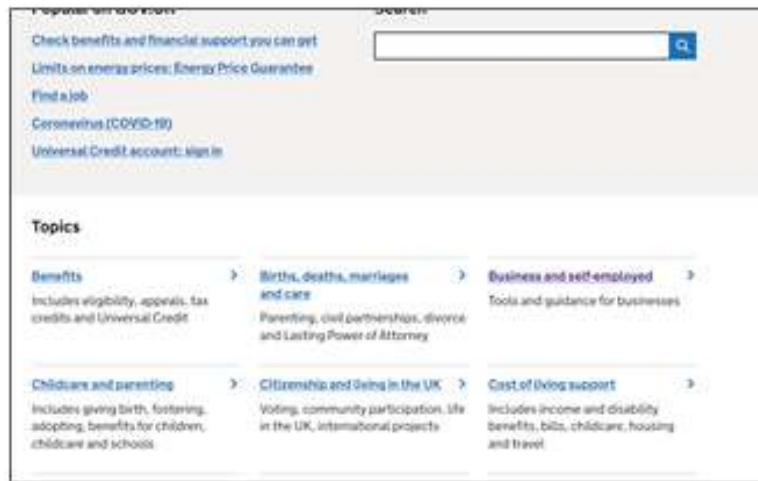 Popular on GOV.UK
Check benefits and financial support you can get
Limits on energy prices: Energy Price Guarantee
Find a job
Coronavirus (COVID-19)
Universal Credit account: sign in
Search
Topics
Benefits
Includes eligibility, appeals, tax
credits and Universal Credit
Births, deaths, marriages
and care
Parenting, civil partnerships, divorce
and Lasting Power of Attorney
Business and self-employed
Tools and guidance for businesses
Childcare and parenting
Includes giving birth, fostering,
adopting, benefits for children,
childcare and schools
Citizenship and living in the UK
Voting, community participation, life
in the UK, international projects
Cost of living support
Includes income and disability
benefits, bills, childcare, housing
and travel